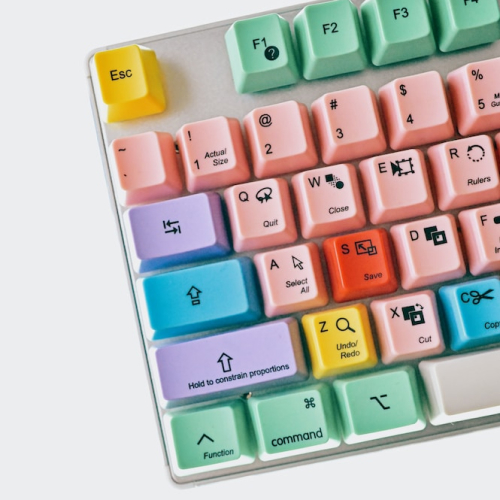 Esc
F1 ?
F2
F3
F4
~
! 1 Actual Size
@ 2
# 3
$ 4
% 5
Q Quit
W Close
E
R Rulers
A Select All
S Save
D
F
Hold to constrain proportions
Z Undo/ Redo
X Cut
C
Function
⌘ command